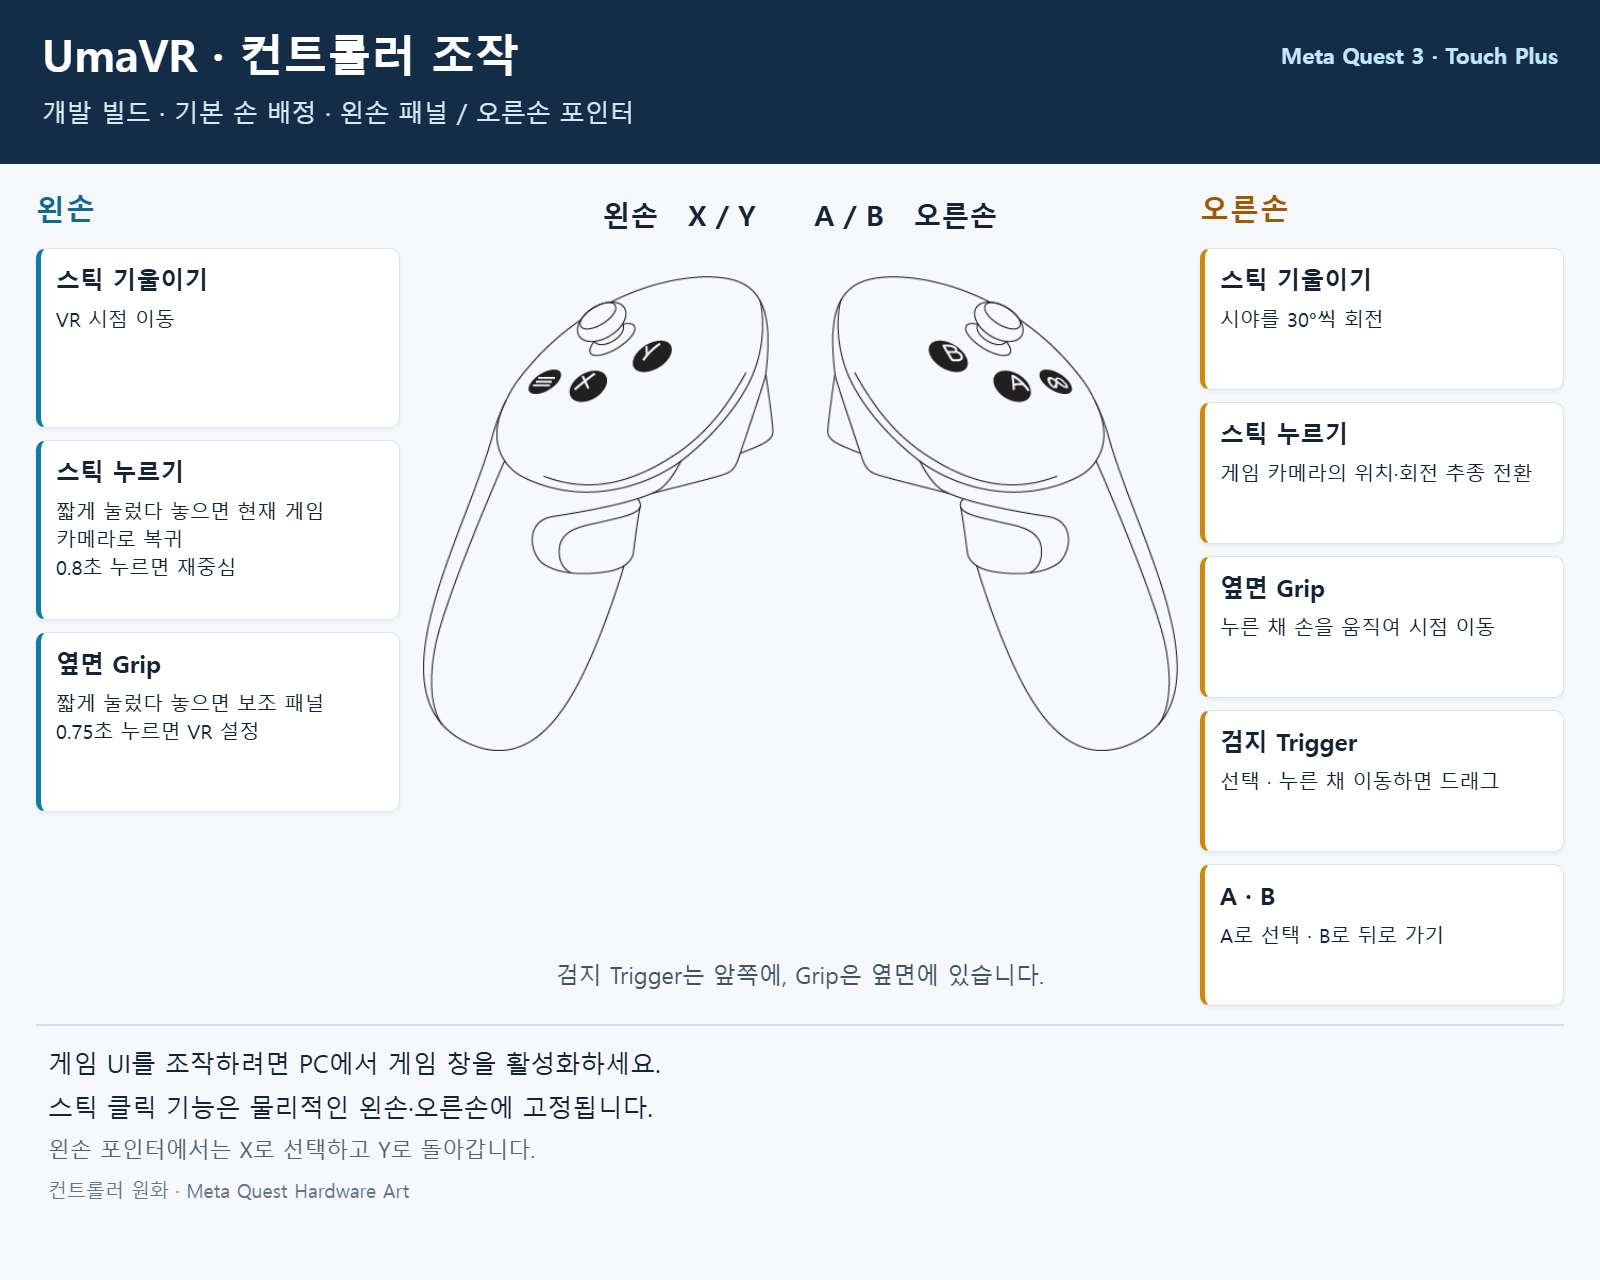 UmaVR · 컨트롤러 조작
Meta Quest 3 · Touch Plus
개발 빌드 · 기본 손 배정 · 왼손 패널 / 오른손 포인터
왼손
스틱 기울이기
VR 시점 이동
스틱 누르기
짧게 눌렀다 놓으면 현재 게임
카메라로 복귀
0.8초 누르면 재중심
옆면 Grip
짧게 눌렀다 놓으면 보조 패널
0.75초 누르면 VR 설정
왼손 X / Y
A / B 오른손
Y
X
B
A
오른손
스틱 기울이기
시야를 30°씩 회전
스틱 누르기
게임 카메라의 위치·회전 추종 전환
옆면 Grip
누른 채 손을 움직여 시점 이동
검지 Trigger
선택 · 누른 채 이동하면 드래그
A · B
A로 선택 · B로 뒤로 가기
검지 Trigger는 앞쪽에, Grip은 옆면에 있습니다.
게임 UI를 조작하려면 PC에서 게임 창을 활성화하세요.
스틱 클릭 기능은 물리적인 왼손·오른손에 고정됩니다.
왼손 포인터에서는 X로 선택하고 Y로 돌아갑니다.
컨트롤러 원화 · Meta Quest Hardware Art